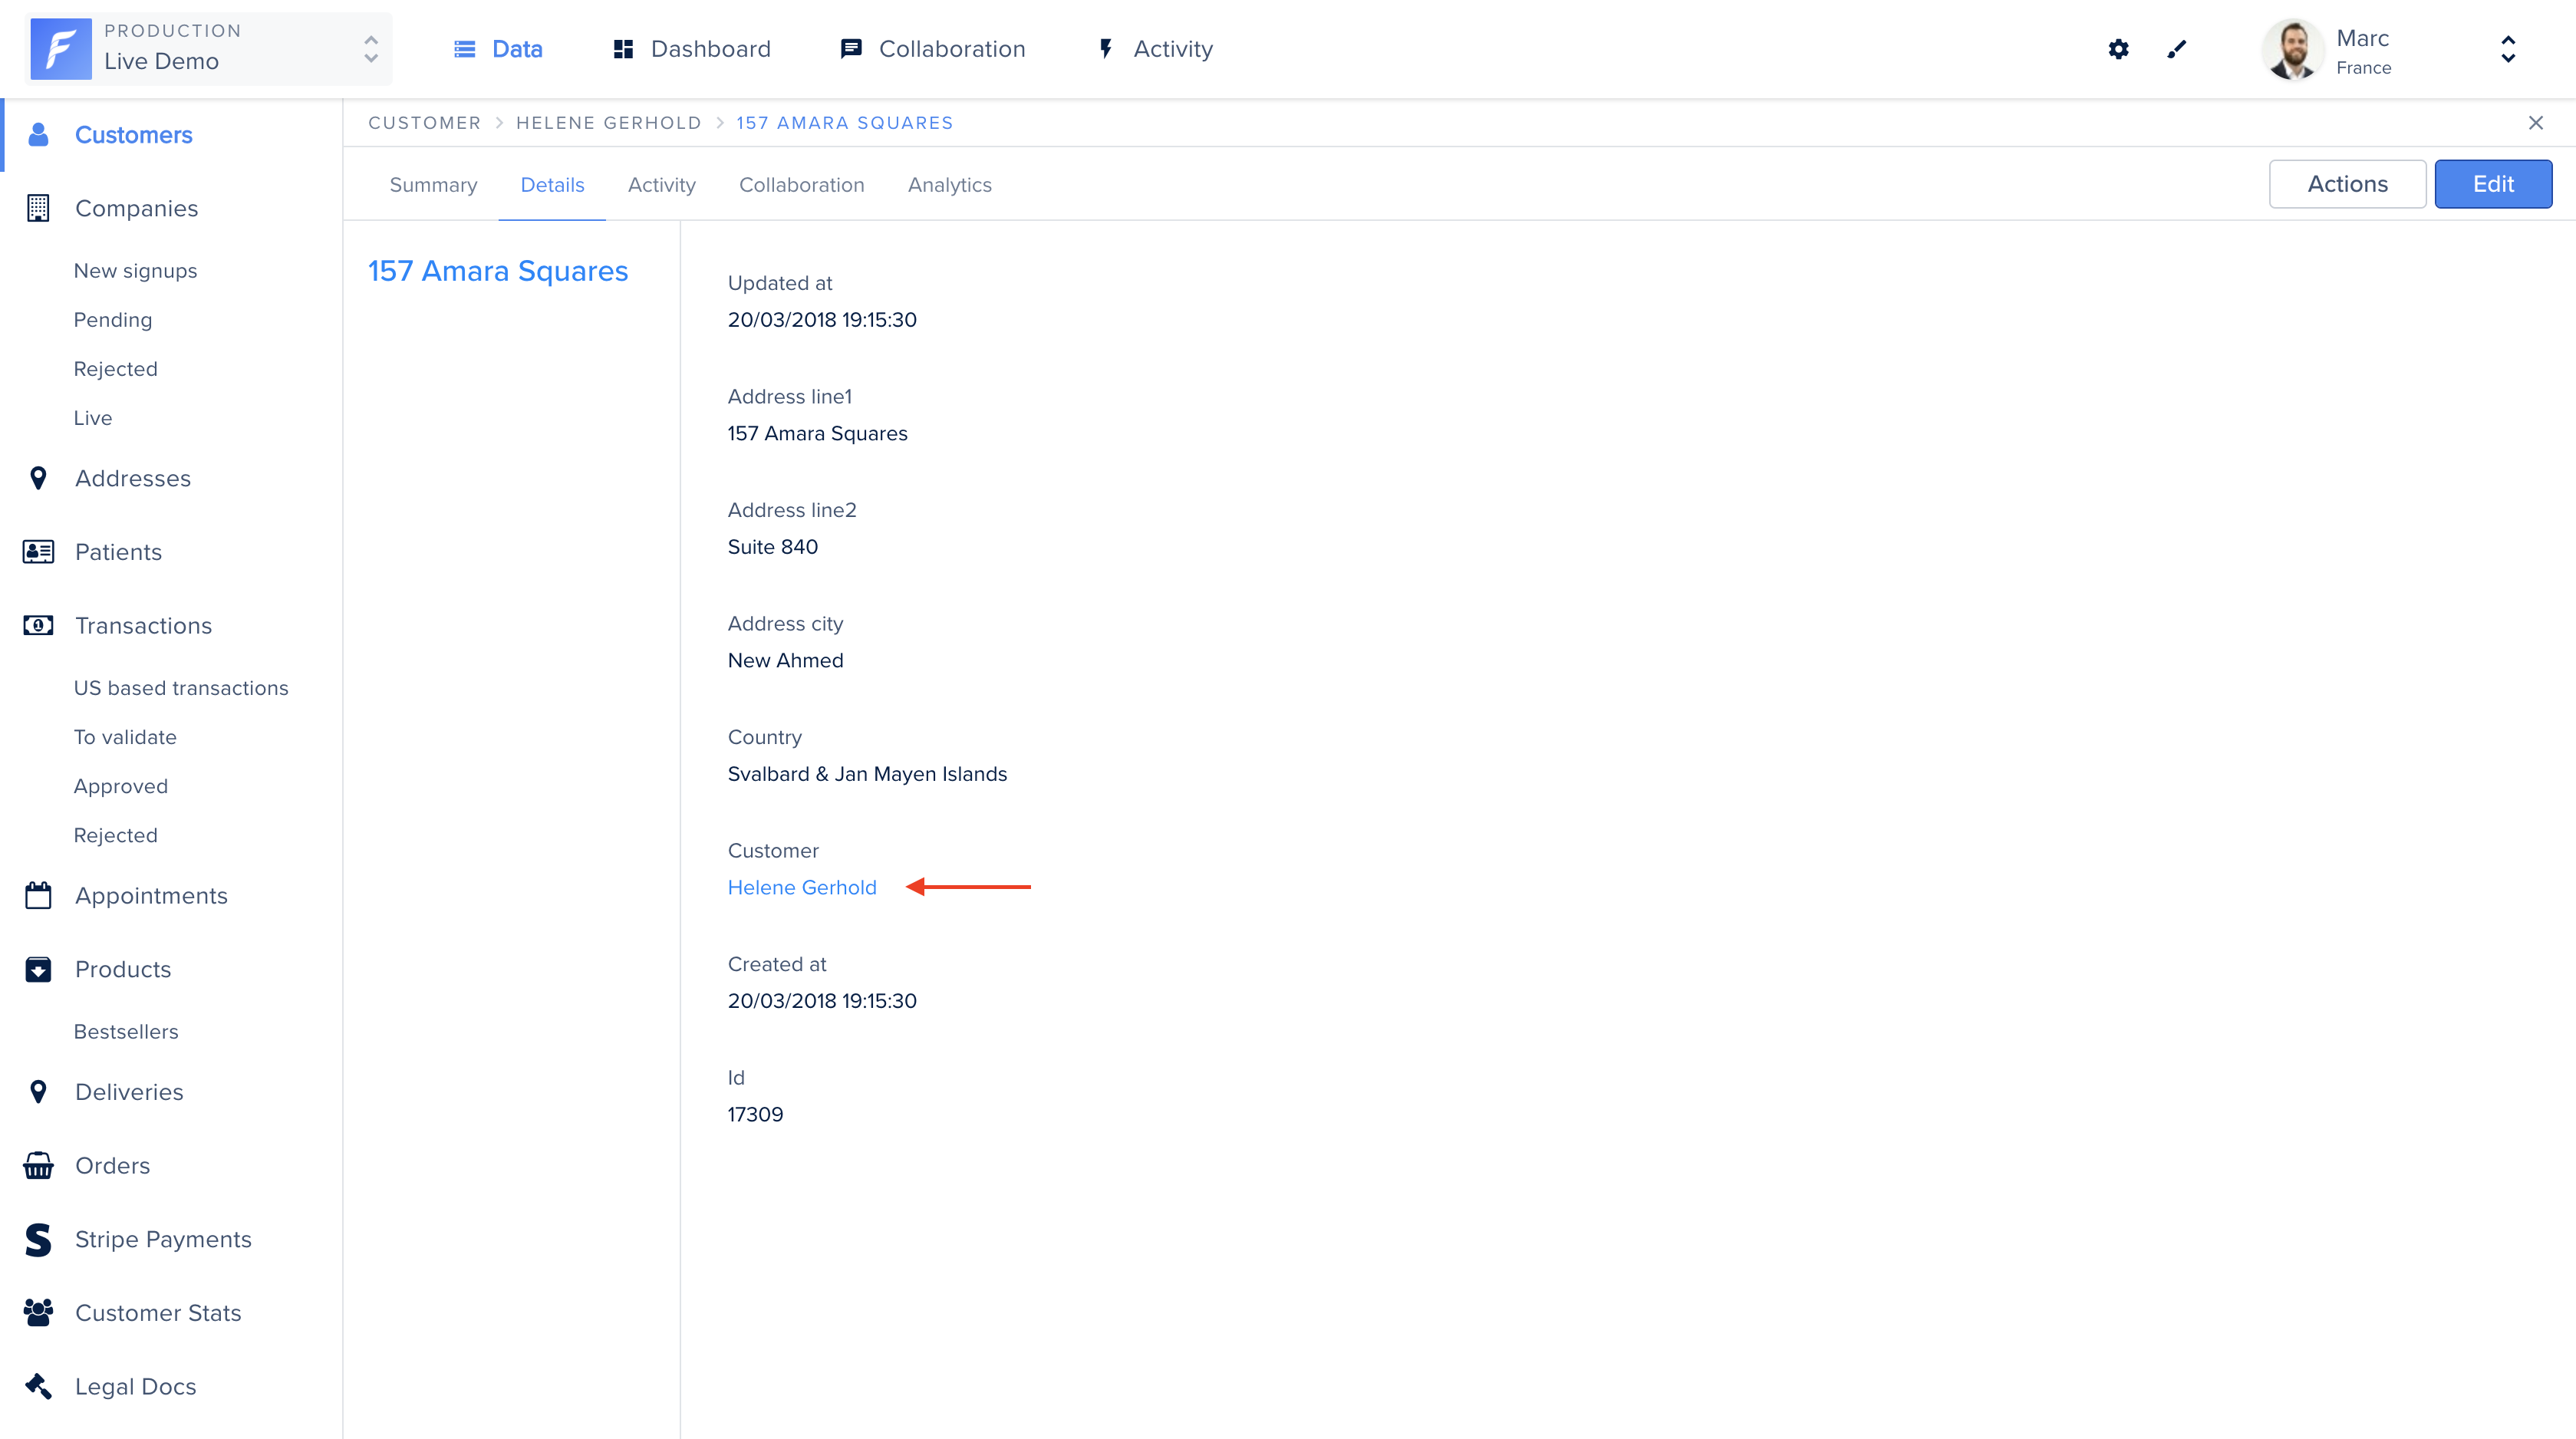 PRODUCTION
Live Demo
Data
Dashboard
Collaboration
Activity
Marc
France
Customers
Companies
New signups
Pending
Rejected
Live
Addresses
Patients
Transactions
US based transactions
To validate
Approved
Rejected
Appointments
Products
Bestsellers
Deliveries
Orders
Stripe Payments
Customer Stats
Legal Docs
CUSTOMER > HELENE GERHOLD > 157 AMARA SQUARES
Summary
Details
Activity
Collaboration
Analytics
Actions
Edit
157 Amara Squares
Updated at
20/03/2018 19:15:30
Address line1
157 Amara Squares
Address line2
Suite 840
Address city
New Ahmed
Country
Svalbard & Jan Mayen Islands
Customer
Helene Gerhold
Created at
20/03/2018 19:15:30
Id
17309